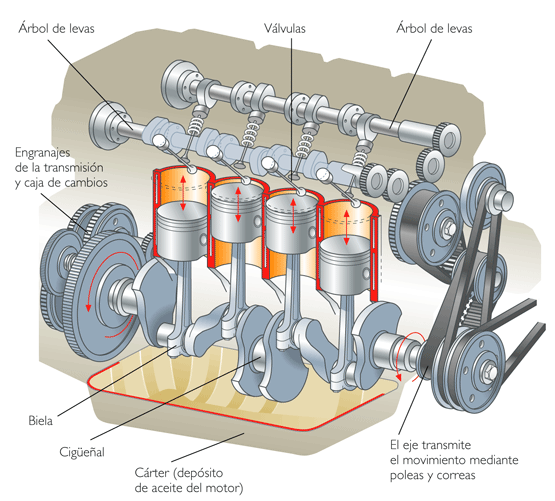 Árbol de levas
Válvulas
Árbol de levas
Engranajes
de la transmisión
y caja de cambios
Biela
Cigüeñal
Cárter (depósito
de aceite del motor)
El eje transmite
el movimiento mediante
poleas y correas